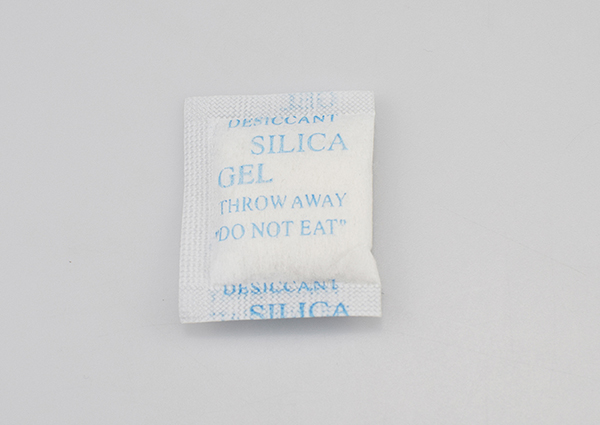 DESICCANT
SILICA
GEL
THROW AWAY
"DO NOT EAT"
DESICCANT
SILICA